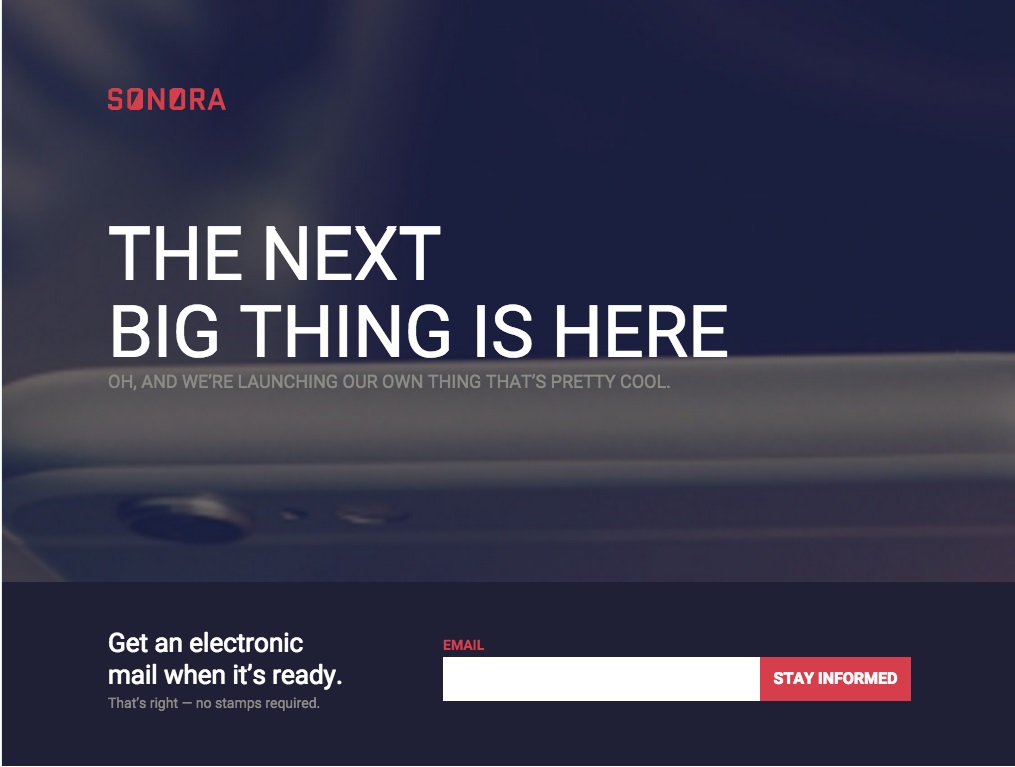 SONORA
THE NEXT
BIG THING IS HERE
OH, AND WE'RE LAUNCHING OUR OWN THING THAT'S PRETTY COOL.
Get an electronic
mail when it's ready.
That's right — no stamps required.
EMAIL
STAY INFORMED